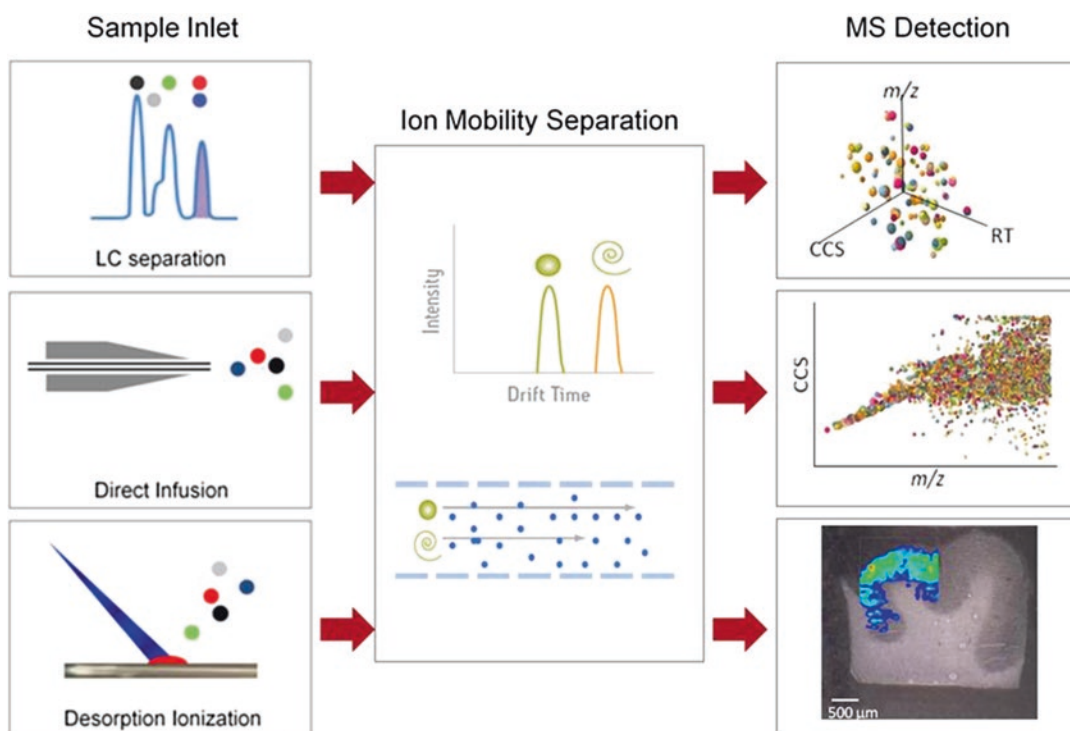 Sample Inlet
MS Detection
Ion Mobility Separation
LC separation
Intensity
Drift Time
m/z
CCS
RT
Direct Infusion
CCS
m/z
Desorption Ionization
500 µm